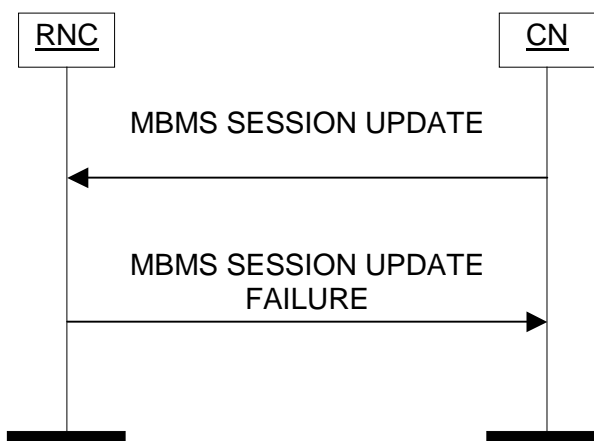 RNC
CN
MBMS SESSION UPDATE
MBMS SESSION UPDATE
FAILURE